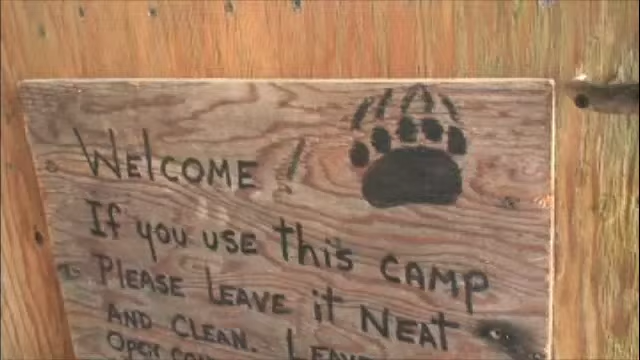 WELCOME!
If you use this CAMP
PLEASE LEAVE it NEAT
AND CLEAN. LEAVE